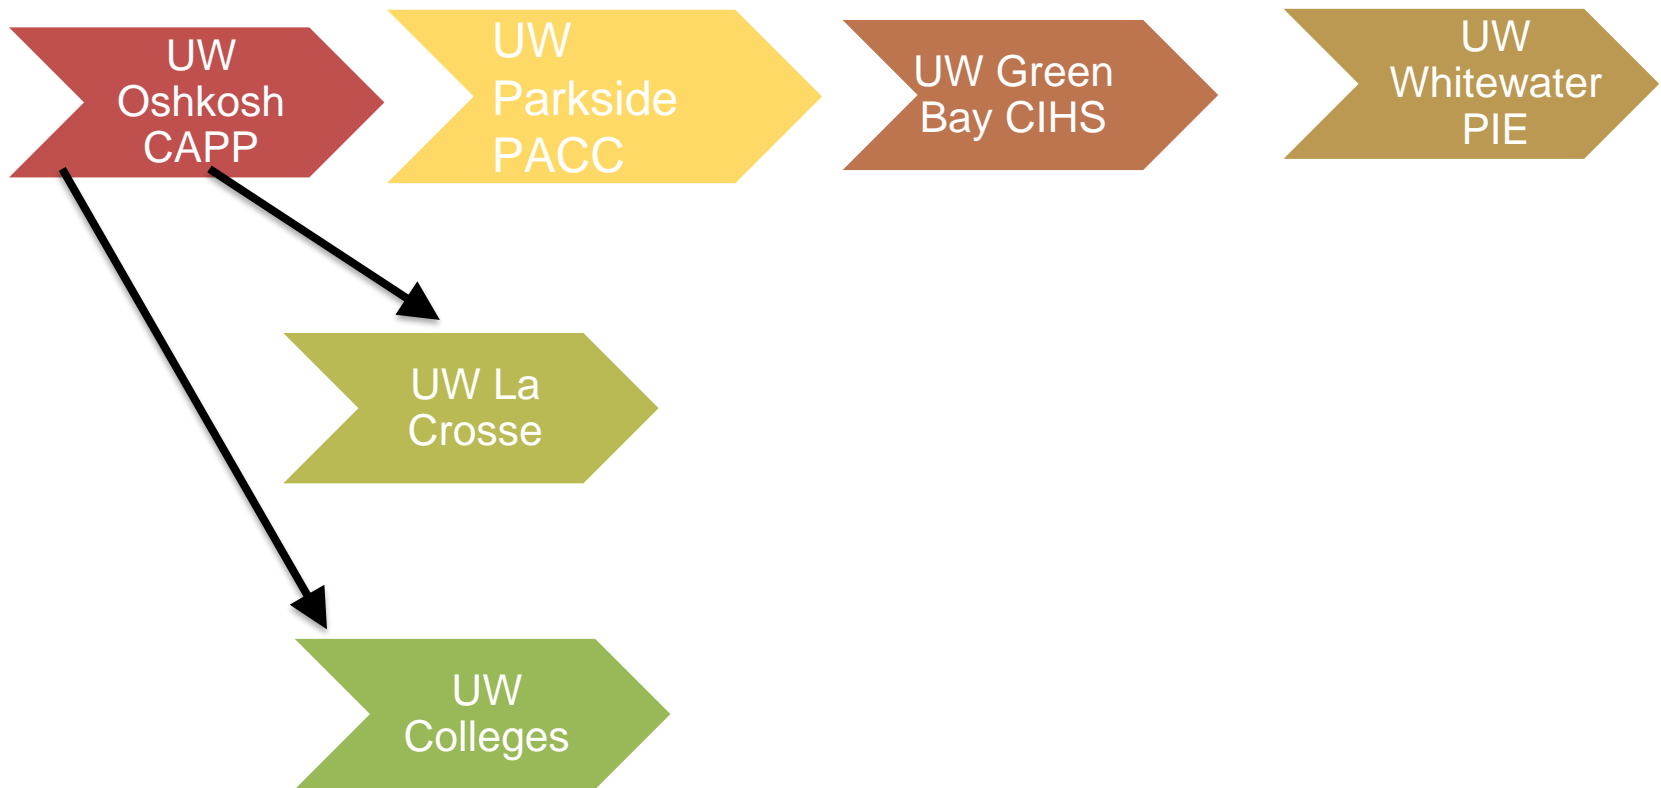 UW
Oshkosh
CAPP
UW
Parkside
PACC
UW Green
Bay CIHS
UW
Whitewater
PIE
UW La
Crosse
UW
Colleges